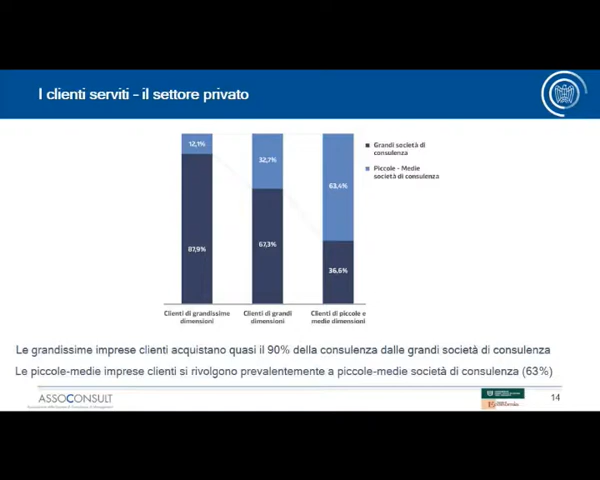 I clienti serviti – il settore privato
12,1%
32,7%
63,4%
87,9%
67,3%
36,6%
Grandi società di
consulenza
Piccole - Medie
società di consulenza
Clienti di grandissime
dimensioni
Clienti di grandi
dimensioni
Clienti di piccole e
medie dimensioni
Le grandissime imprese clienti acquistano quasi il 90% della consulenza dalle grandi società di consulenza
Le piccole-medie imprese clienti si rivolgono prevalentemente a piccole-medie società di consulenza (63%)
ASSOCONSULT
14